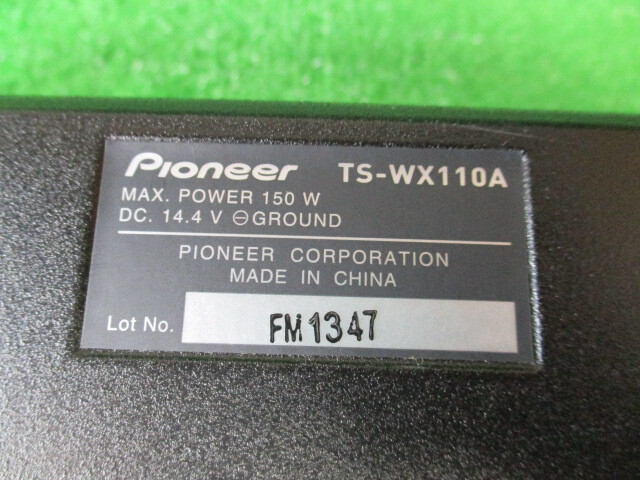 Pioneer TS-WX110A
MAX. POWER 150 W
DC. 14.4 V ⊖GROUND
PIONEER CORPORATION
MADE IN CHINA
Lot No. FM1347